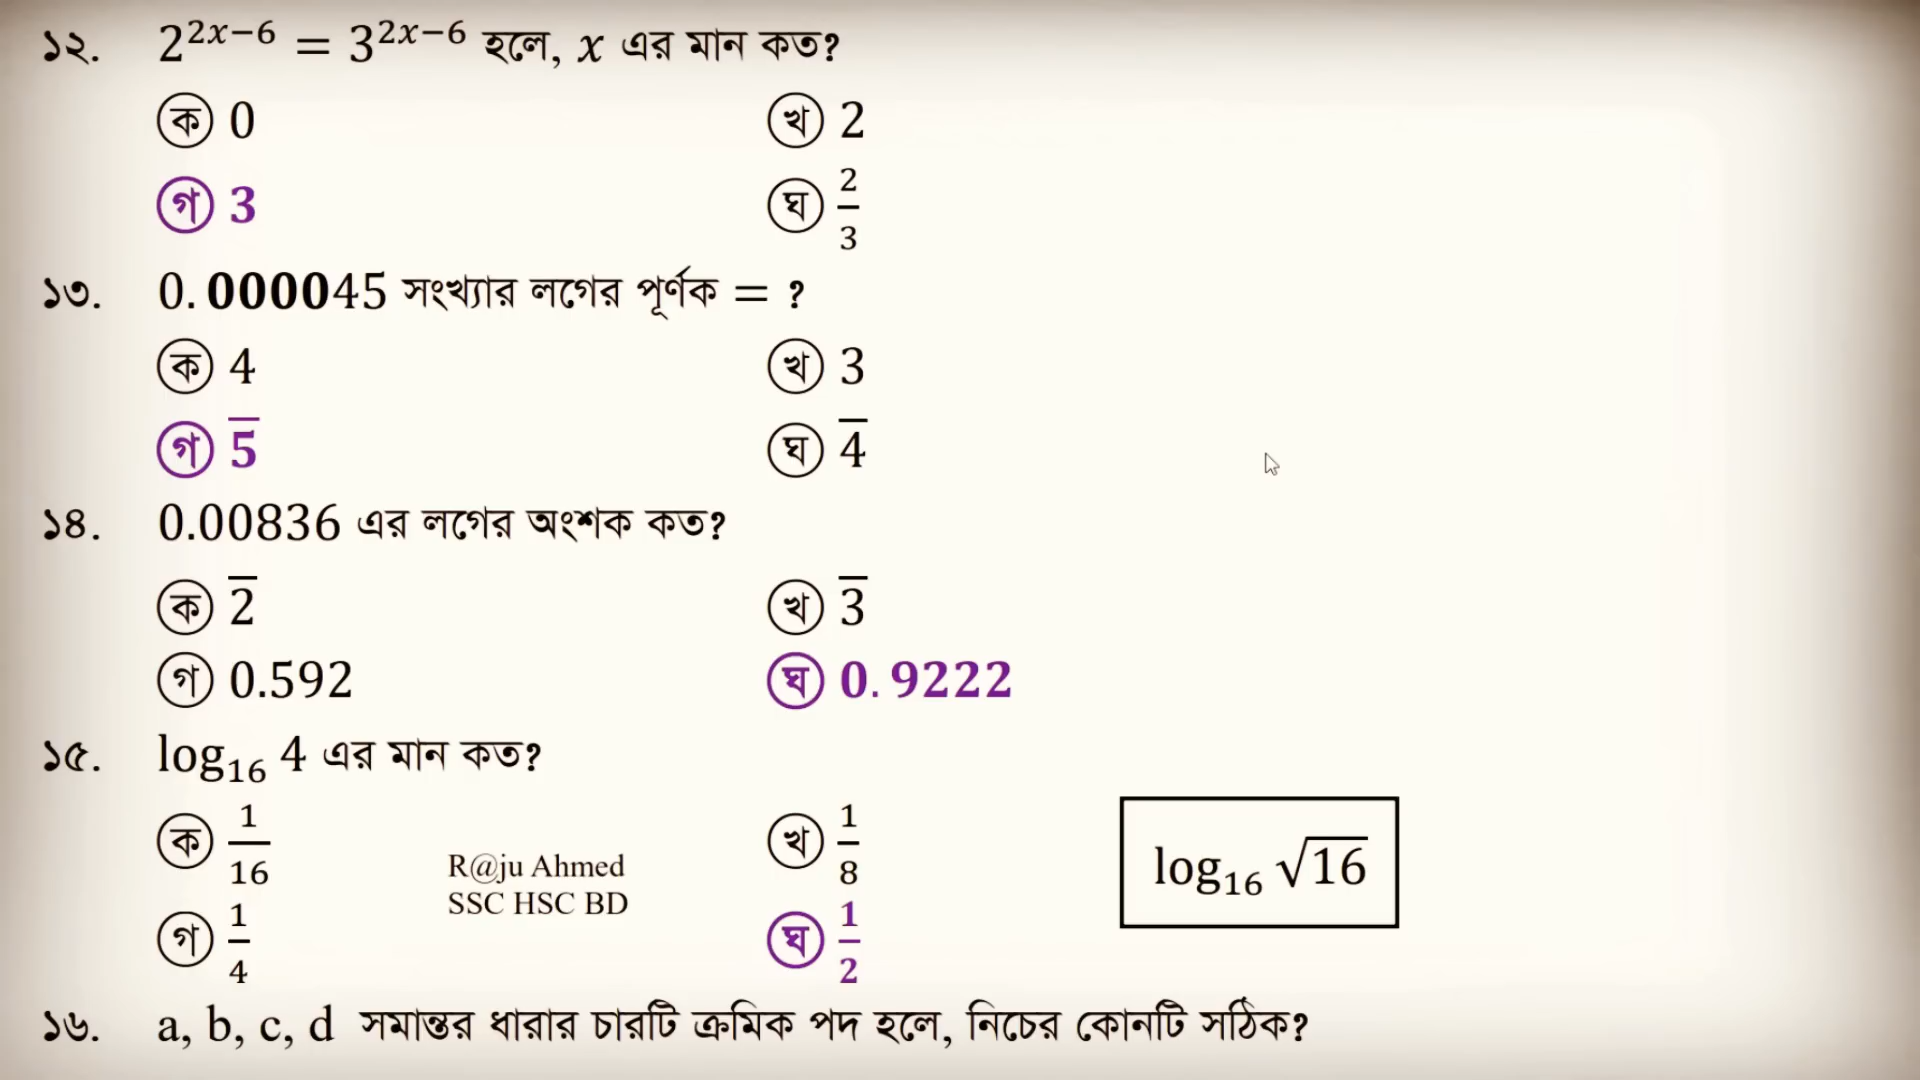 ১২. 2^{2x−6} = 3^{2x−6} হলে, x এর মান কত?
ক 0 খ 2
গ 3 ঘ 2/3
১৩. 0.000045 সংখ্যার লগের পূর্ণক = ?
ক 4 খ 3
গ 5̅ ঘ 4̅
১৪. 0.00836 এর লগের অংশক কত?
ক 2̅ খ 3̅
গ 0.592 ঘ 0.9222
১৫. log₁₆ 4 এর মান কত?
ক 1/16 খ 1/8
R@ju Ahmed
SSC HSC BD
log₁₆ √16
গ 1/4 ঘ 1/2
১৬. a, b, c, d সমান্তর ধারার চারটি ক্রমিক পদ হলে, নিচের কোনটি সঠিক?